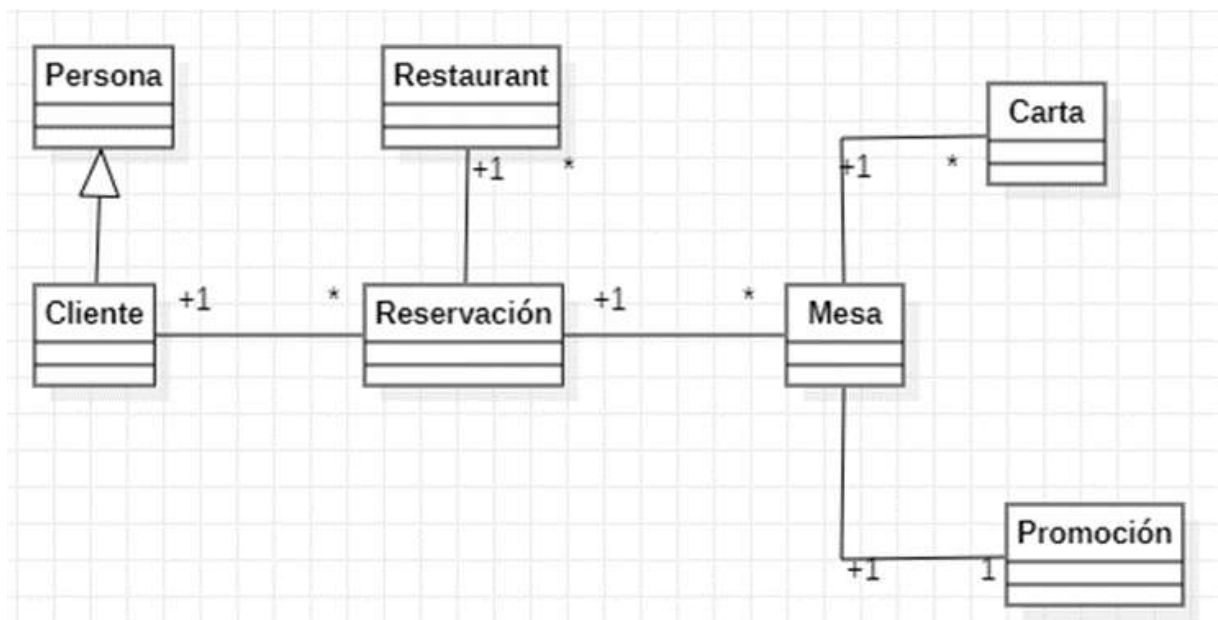 Persona
Restaurant
Carta
+1 *
+1 *
Cliente
+1 *
Reservación
+1 *
Mesa
Promoción
+1 1